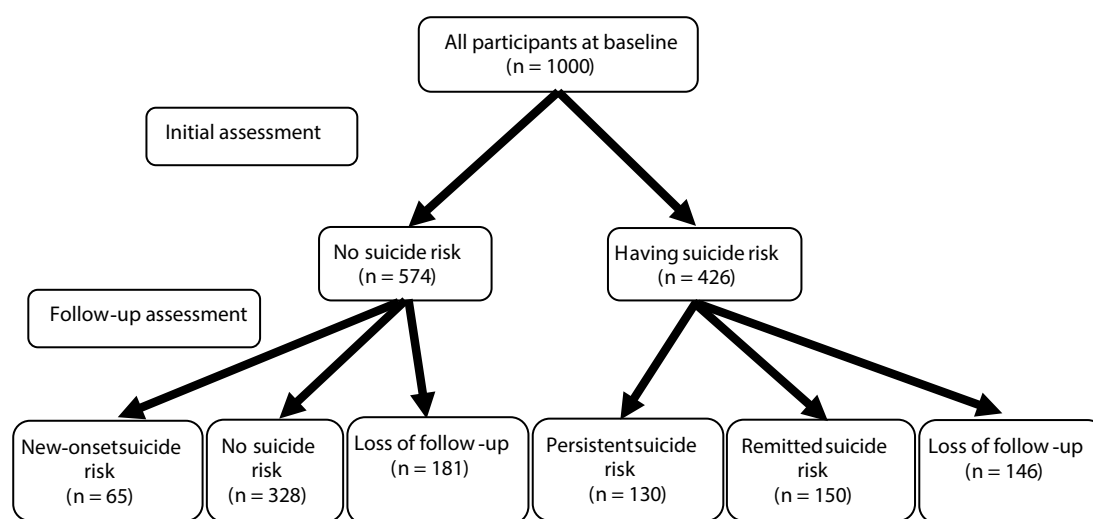 All participants at baseline
(n = 1000)
Initial assessment
No suicide risk
(n = 574)
Having suicide risk
(n = 426)
Follow-up assessment
New-onsetsuicide
risk
(n = 65)
No suicide
risk
(n = 328)
Loss of follow -up
(n = 181)
Persistentsuicide
risk
(n = 130)
Remitted suicide
risk
(n = 150)
Loss of follow -up
(n = 146)